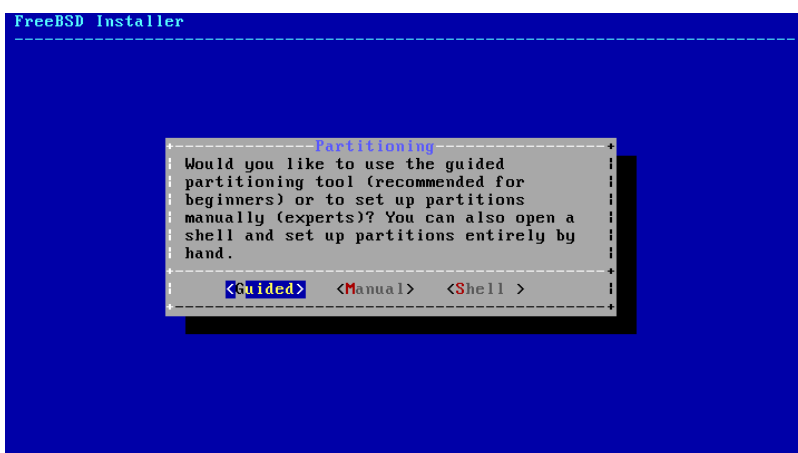 FreeBSD Installer
Partitioning
Would you like to use the guided
partitioning tool (recommended for
beginners) or to set up partitions
manually (experts)? You can also open a
shell and set up partitions entirely by
hand.
<Guided> <Manual> <Shell >